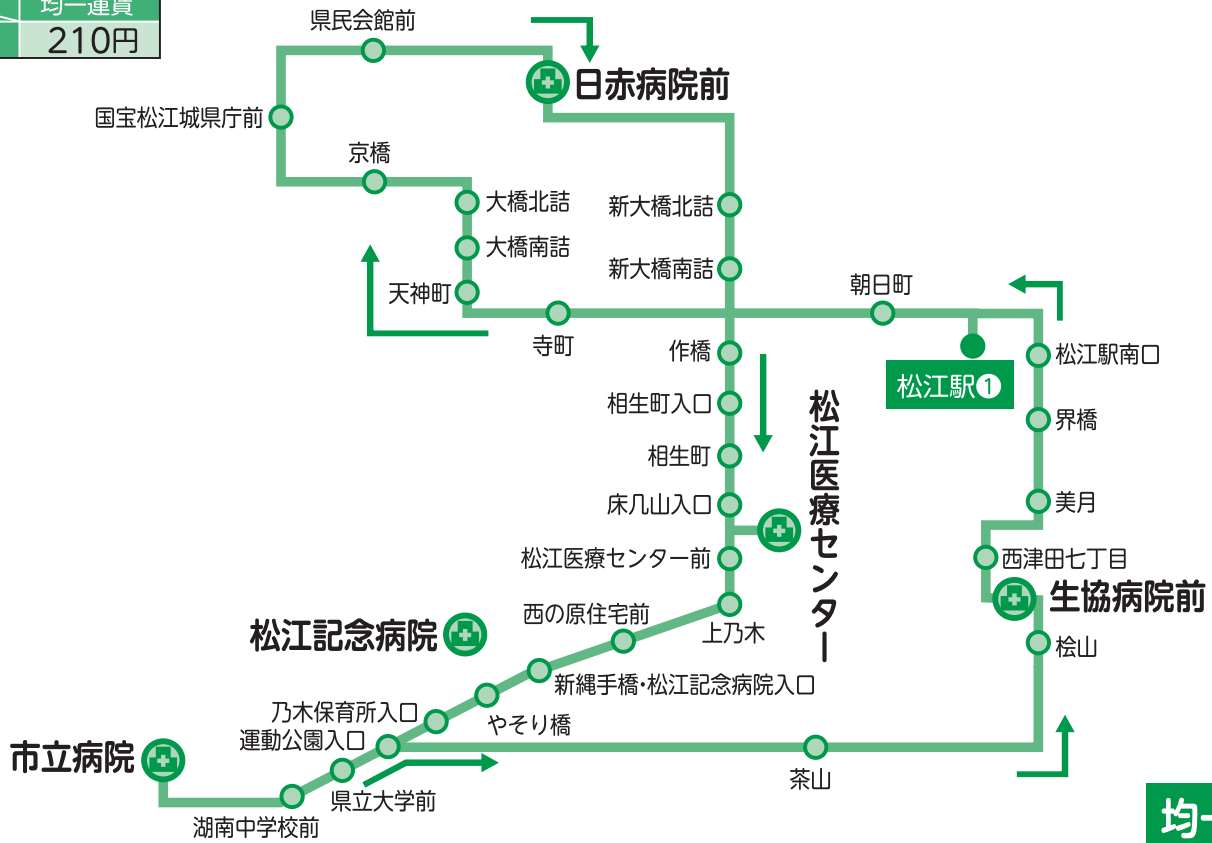 均一運賃
210円
県民会館前
日赤病院前
国宝松江城県庁前
京橋
大橋北詰
新大橋北詰
大橋南詰
新大橋南詰
天神町
朝日町
寺町
作橋
松江駅南口
松江駅❶
相生町入口
界橋
相生町
松江医療センター
床几山入口
美月
松江医療センター前
西津田七丁目
生協病院前
西の原住宅前
上乃木
松江記念病院
桧山
新縄手橋・松江記念病院入口
乃木保育所入口
やそり橋
運動公園入口
市立病院
茶山
県立大学前
湖南中学校前
均一